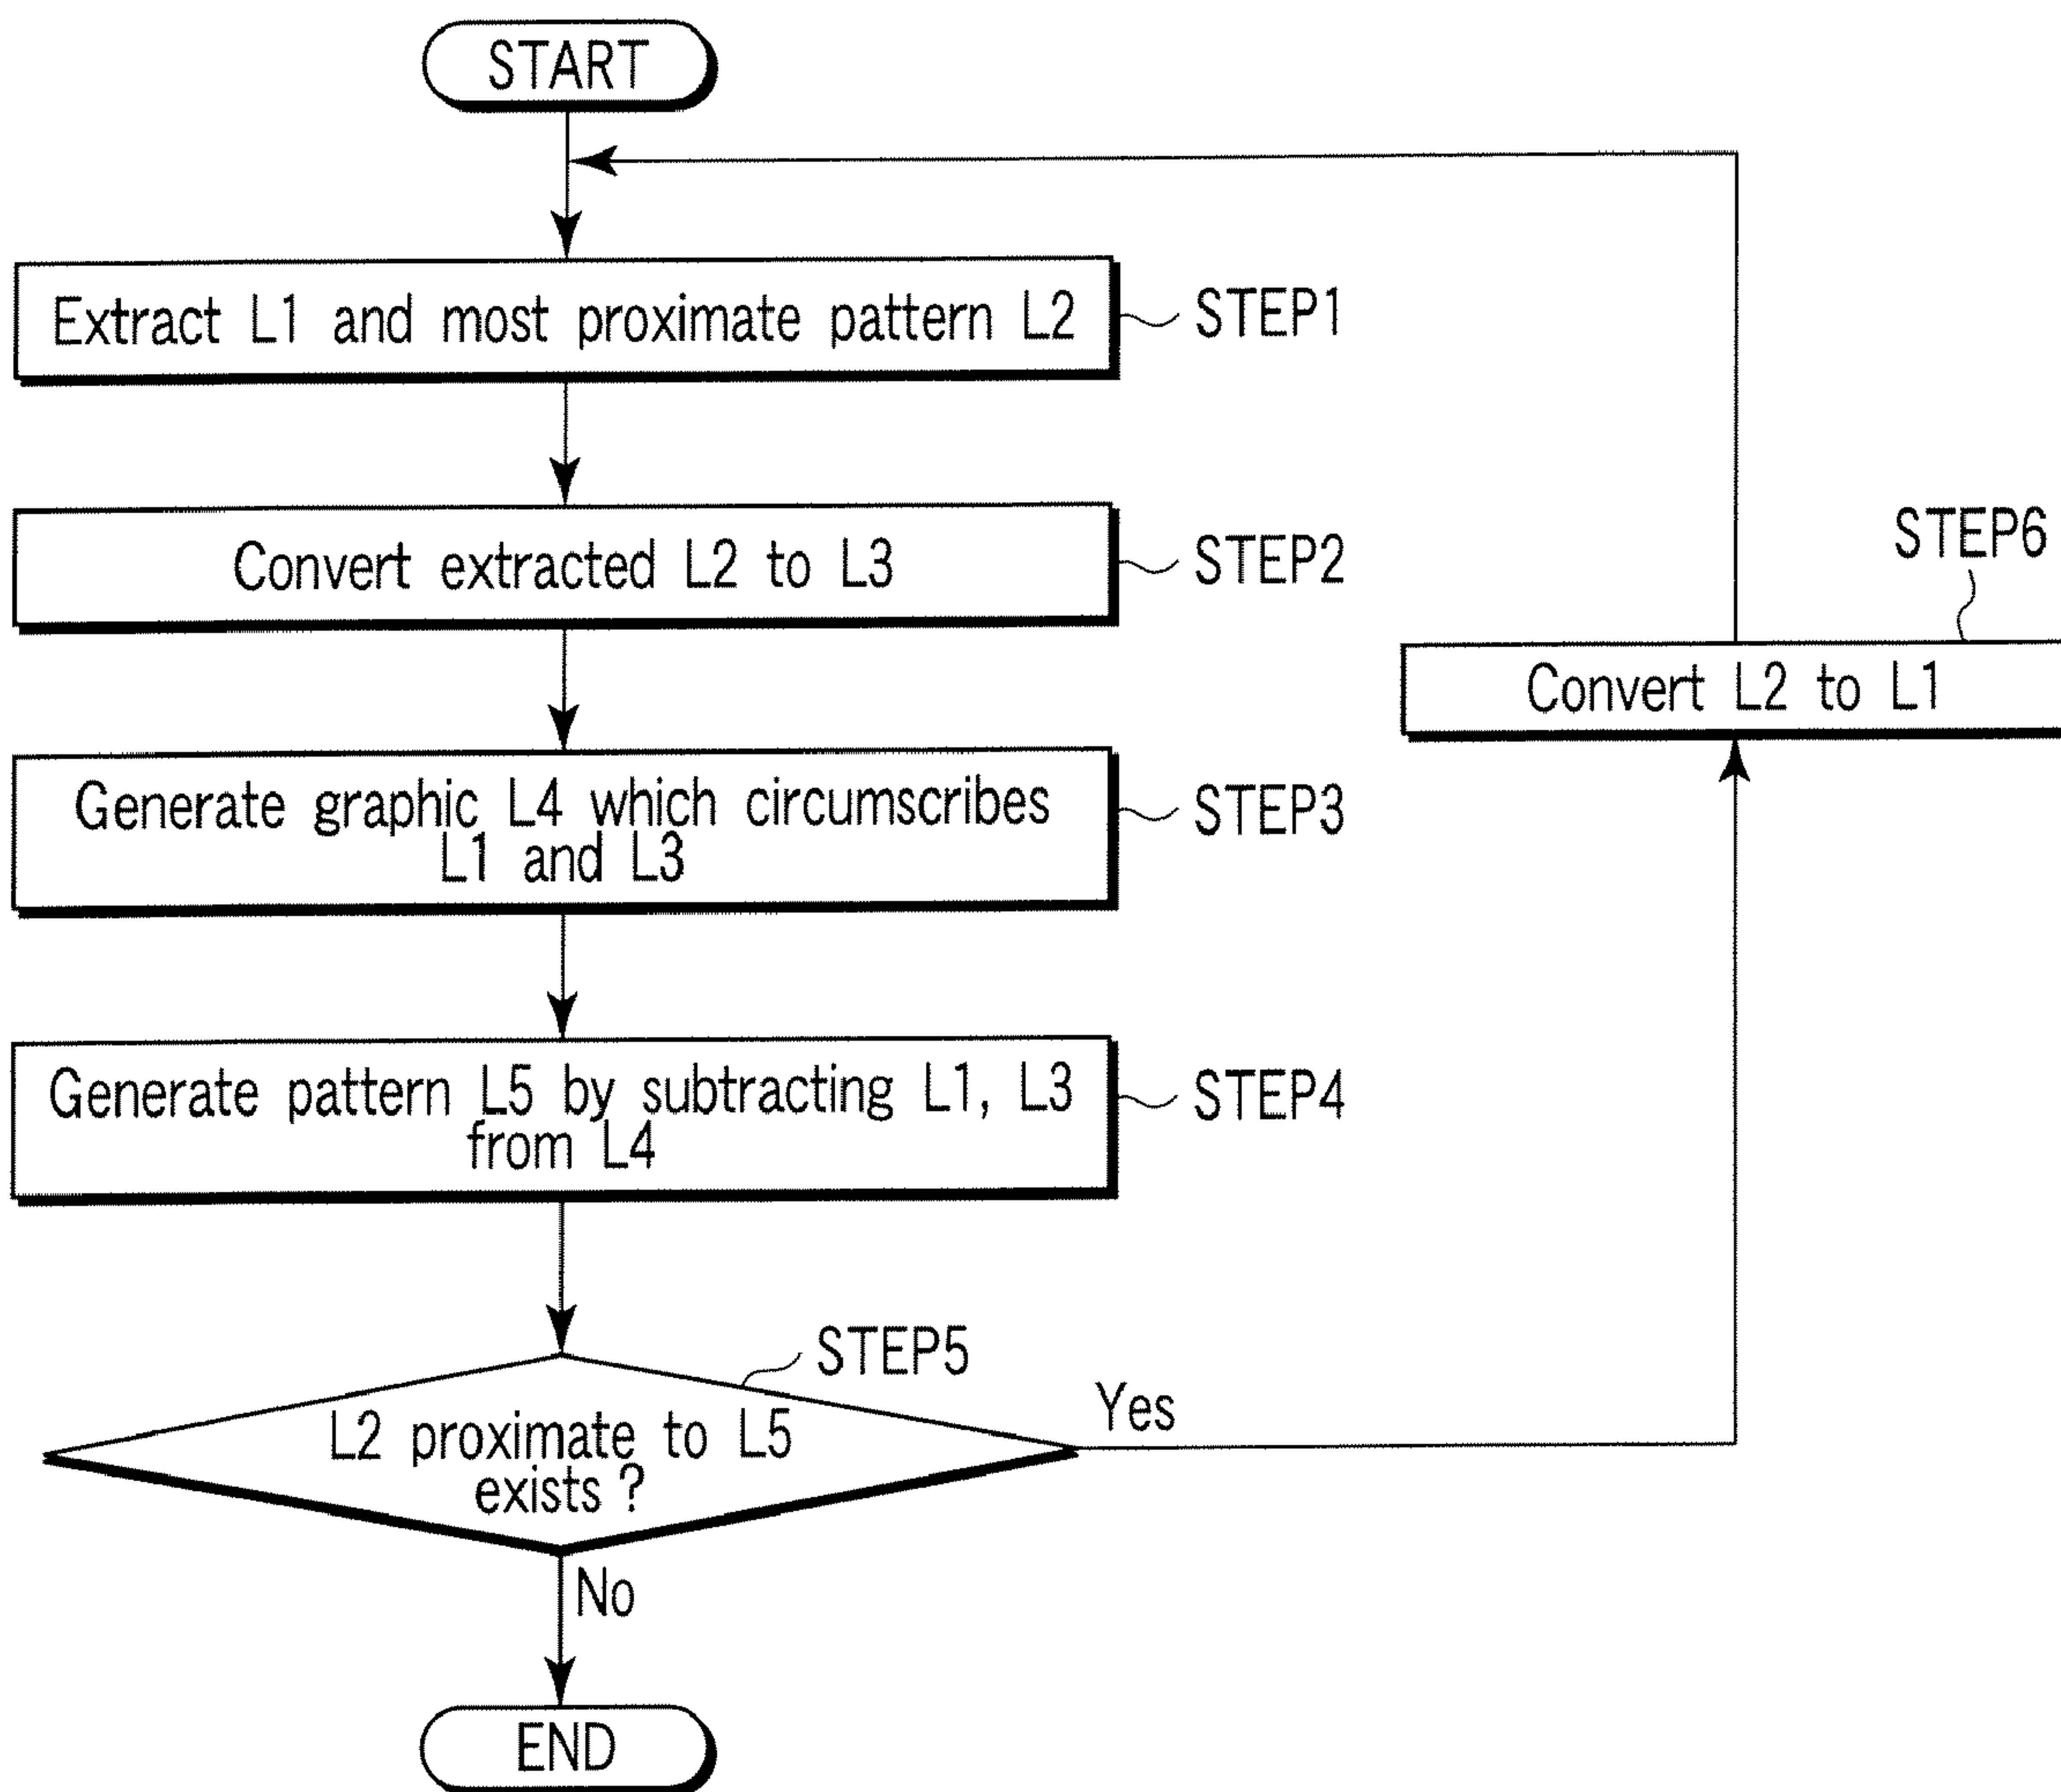 START
Extract L1 and most proximate pattern L2
STEP1
Convert extracted L2 to L3
STEP2
STEP6
Convert L2 to L1
Generate graphic L4 which circumscribes
L1 and L3
STEP3
Generate pattern L5 by subtracting L1, L3
from L4
STEP4
STEP5
L2 proximate to L5
exists ?
Yes
No
END